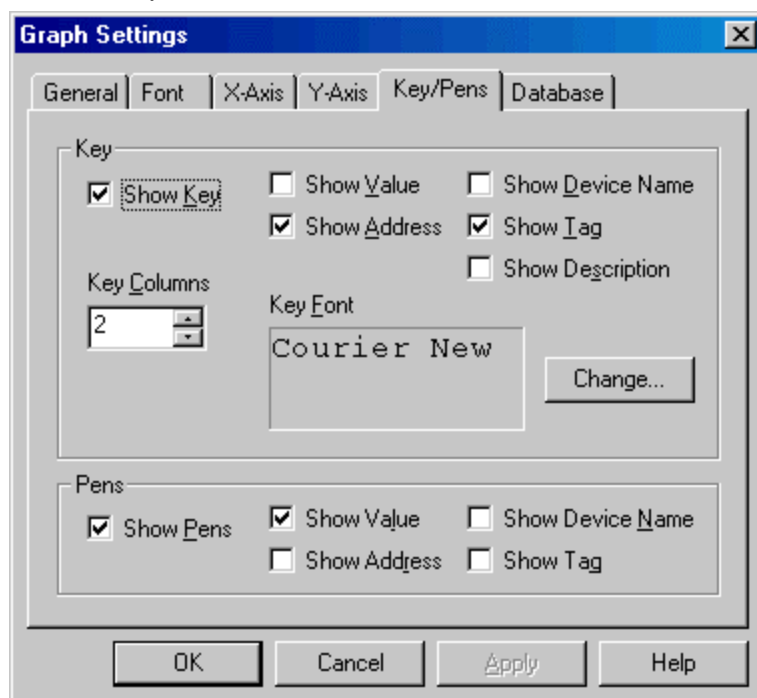 Graph Settings
General Font X-Axis Y-Axis Key/Pens Database
Key
Show Key Show Value Show Device Name
Show Address Show Tag
Show Description
Key Columns
Key Font
2
Courier New
Change...
Pens
Show Pens Show Value Show Device Name
Show Address Show Tag
OK Cancel Apply Help